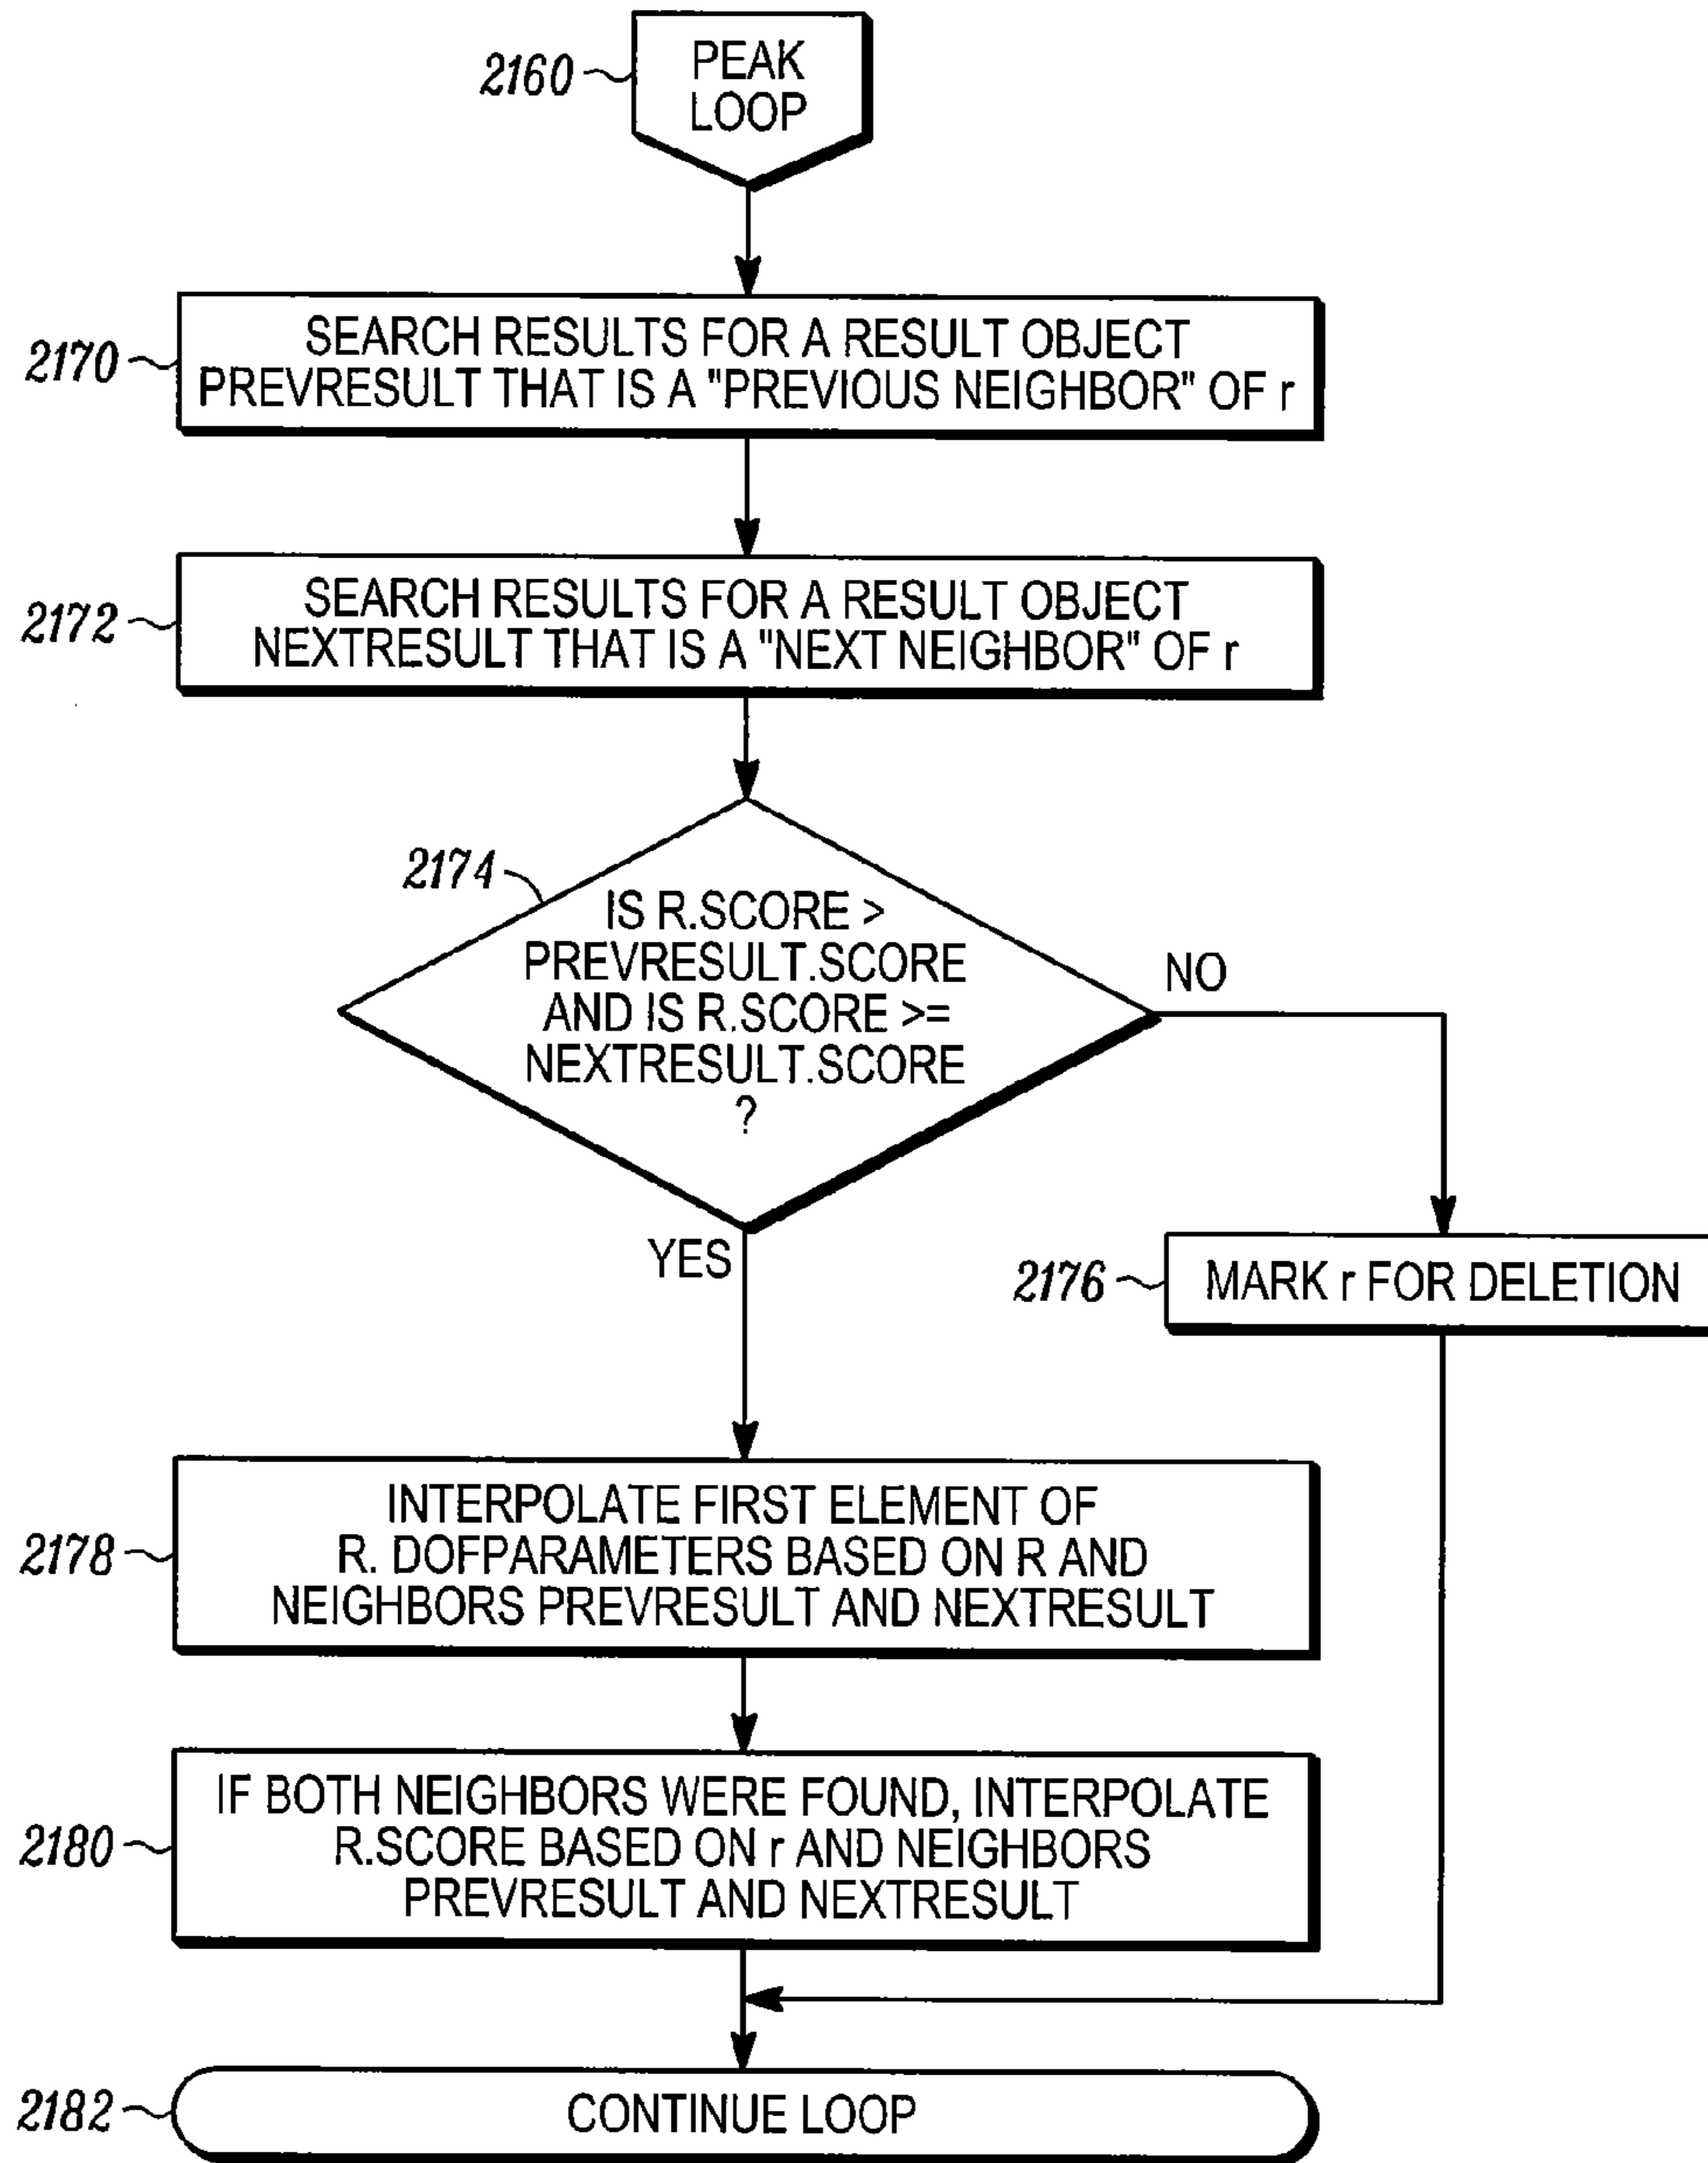 2160
PEAK
LOOP
2170
SEARCH RESULTS FOR A RESULT OBJECT
PREVRESULT THAT IS A "PREVIOUS NEIGHBOR" OF r
2172
SEARCH RESULTS FOR A RESULT OBJECT
NEXTRESULT THAT IS A "NEXT NEIGHBOR" OF r
2174
IS R.SCORE >
PREVRESULT.SCORE
AND IS R.SCORE >=
NEXTRESULT.SCORE
?
NO
YES
2176
MARK r FOR DELETION
2178
INTERPOLATE FIRST ELEMENT OF
R. DOFPARAMETERS BASED ON R AND
NEIGHBORS PREVRESULT AND NEXTRESULT
2180
IF BOTH NEIGHBORS WERE FOUND, INTERPOLATE
R.SCORE BASED ON r AND NEIGHBORS
PREVRESULT AND NEXTRESULT
2182
CONTINUE LOOP